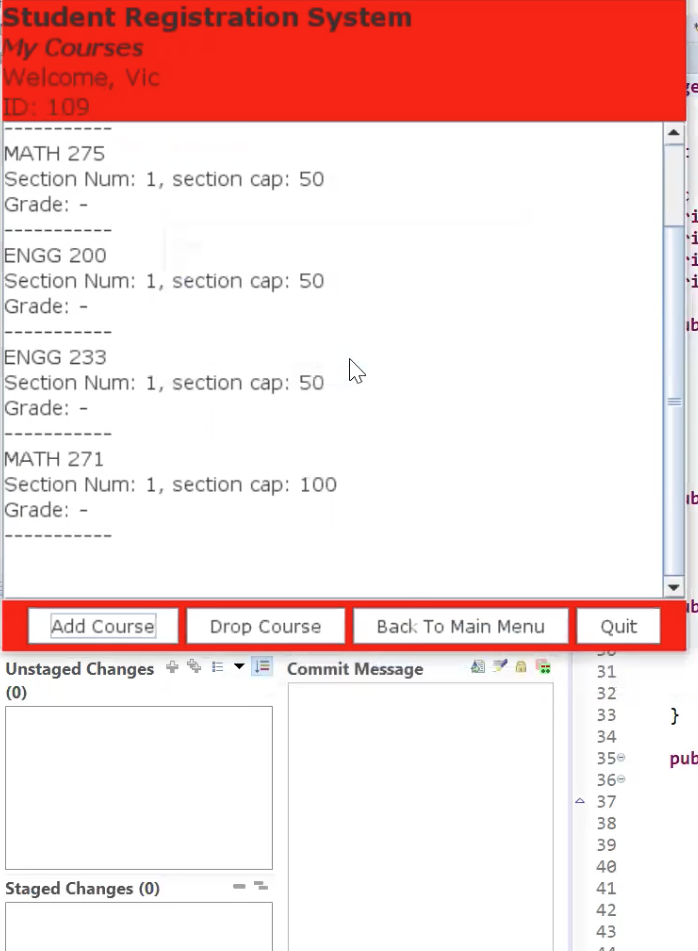 Student Registration System
My Courses
Welcome, Vic
ID: 109
-----------
MATH 275
Section Num: 1, section cap: 50
Grade: -
-----------
ENGG 200
Section Num: 1, section cap: 50
Grade: -
-----------
ENGG 233
Section Num: 1, section cap: 50
Grade: -
-----------
MATH 271
Section Num: 1, section cap: 100
Grade: -
-----------
Add Course Drop Course Back To Main Menu Quit
Unstaged Changes
(0)
Commit Message
Staged Changes (0)
31
32
33 }
34
35 pub
36
37
38
39
40
41
42
43